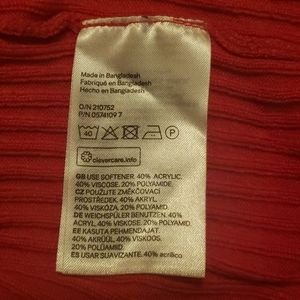 Made in Bangladesh
Fabriqué en Bangladesh
Hecho en Bangladesh
O/N 210752
P/N 0574109 7
40
P
clevercare.info
GB USE SOFTENER. 40% ACRYLIC.
40% VISCOSE. 20% POLYAMIDE.
CZ POUŽIJTE ZMĚKČOVACÍ
PROSTŘEDEK. 40% AKRYL.
40% VISKÓZA. 20% POLYAMID.
DE WEICHSPÜLER BENUTZEN. 40%
ACRYL. 40% VISKOSE. 20% POLYAMID.
EE KASUTA PEHMENDAJAT.
40% AKRÜÜL. 40% VISKOOS.
20% POLÜAMIID.
ES USAR SUAVIZANTE. 40% acrílico